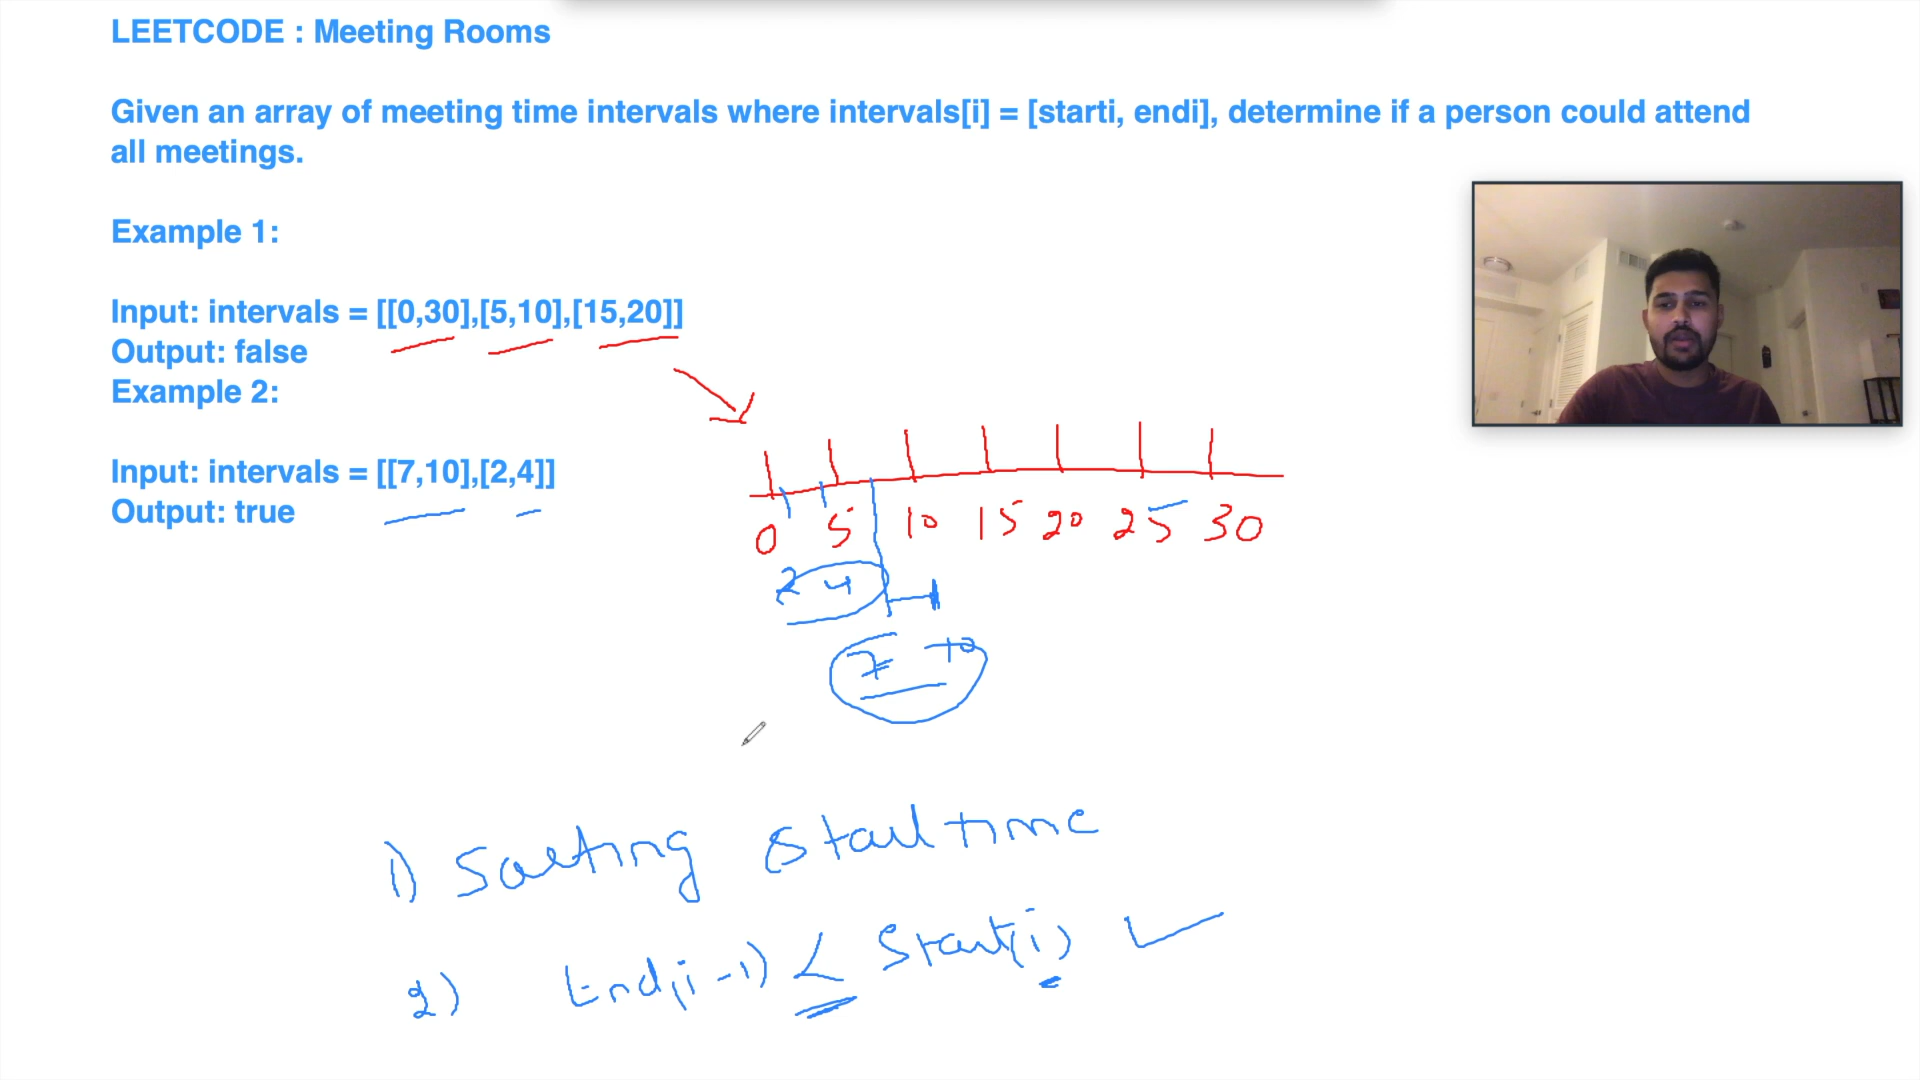 LEETCODE : Meeting Rooms
Given an array of meeting time intervals where intervals[i] = [starti, endi], determine if a person could attend
all meetings.
Example 1:
Input: intervals = [[0,30],[5,10],[15,20]]
Output: false
Example 2:
Input: intervals = [[7,10],[2,4]]
Output: true
0 5 10 15 20 25 30
2 4
7 10
1) Sorting Start time
2) End(i-1) < Start(i)